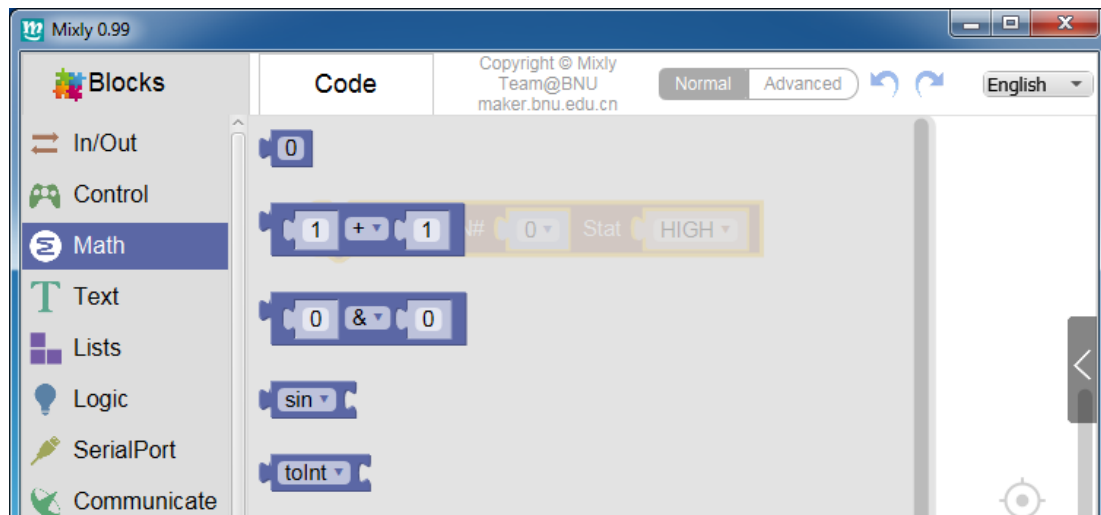 Mixly 0.99
Blocks
Code
Copyright © Mixly
Team@BNU
maker.bnu.edu.cn
Normal Advanced
English
In/Out
Control
Math
Text
Lists
Logic
SerialPort
Communicate
0
1 + 1
# 0 Stat HIGH
0 & 0
sin
toInt